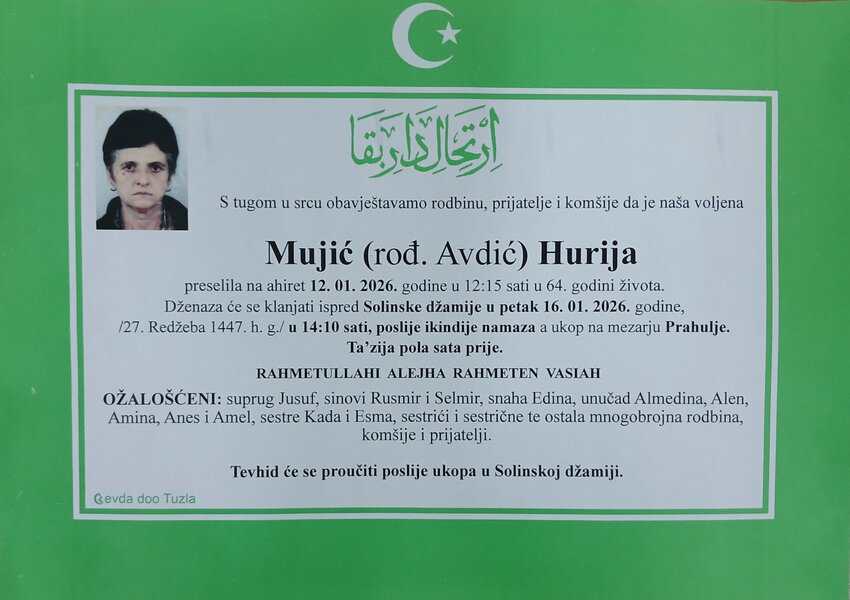 ارتحال دار بقا
S tugom u srcu obavještavamo rodbinu, prijatelje i komšije da je naša voljena
Mujić (rođ. Avdić) Hurija
preselila na ahiret 12. 01. 2026. godine u 12:15 sati u 64. godini života.
Dženaza će se klanjati ispred Solinske džamije u petak 16. 01. 2026. godine,
/27. Redžeba 1447. h. g./ u 14:10 sati, poslije ikindije namaza a ukop na mezarju Prahulje.
Ta'zija pola sata prije.
RAHMETULLAHI ALEJHA RAHMETEN VASIAH
OŽALOŠĆENI: suprug Jusuf, sinovi Rusmir i Selmir, snaha Edina, unučad Almedina, Alen,
Amina, Anes i Amel, sestre Kada i Esma, sestrići i sestrične te ostala mnogobrojna rodbina,
komšije i prijatelji.
Tevhid će se proučiti poslije ukopa u Solinskoj džamiji.
Gevda doo Tuzla